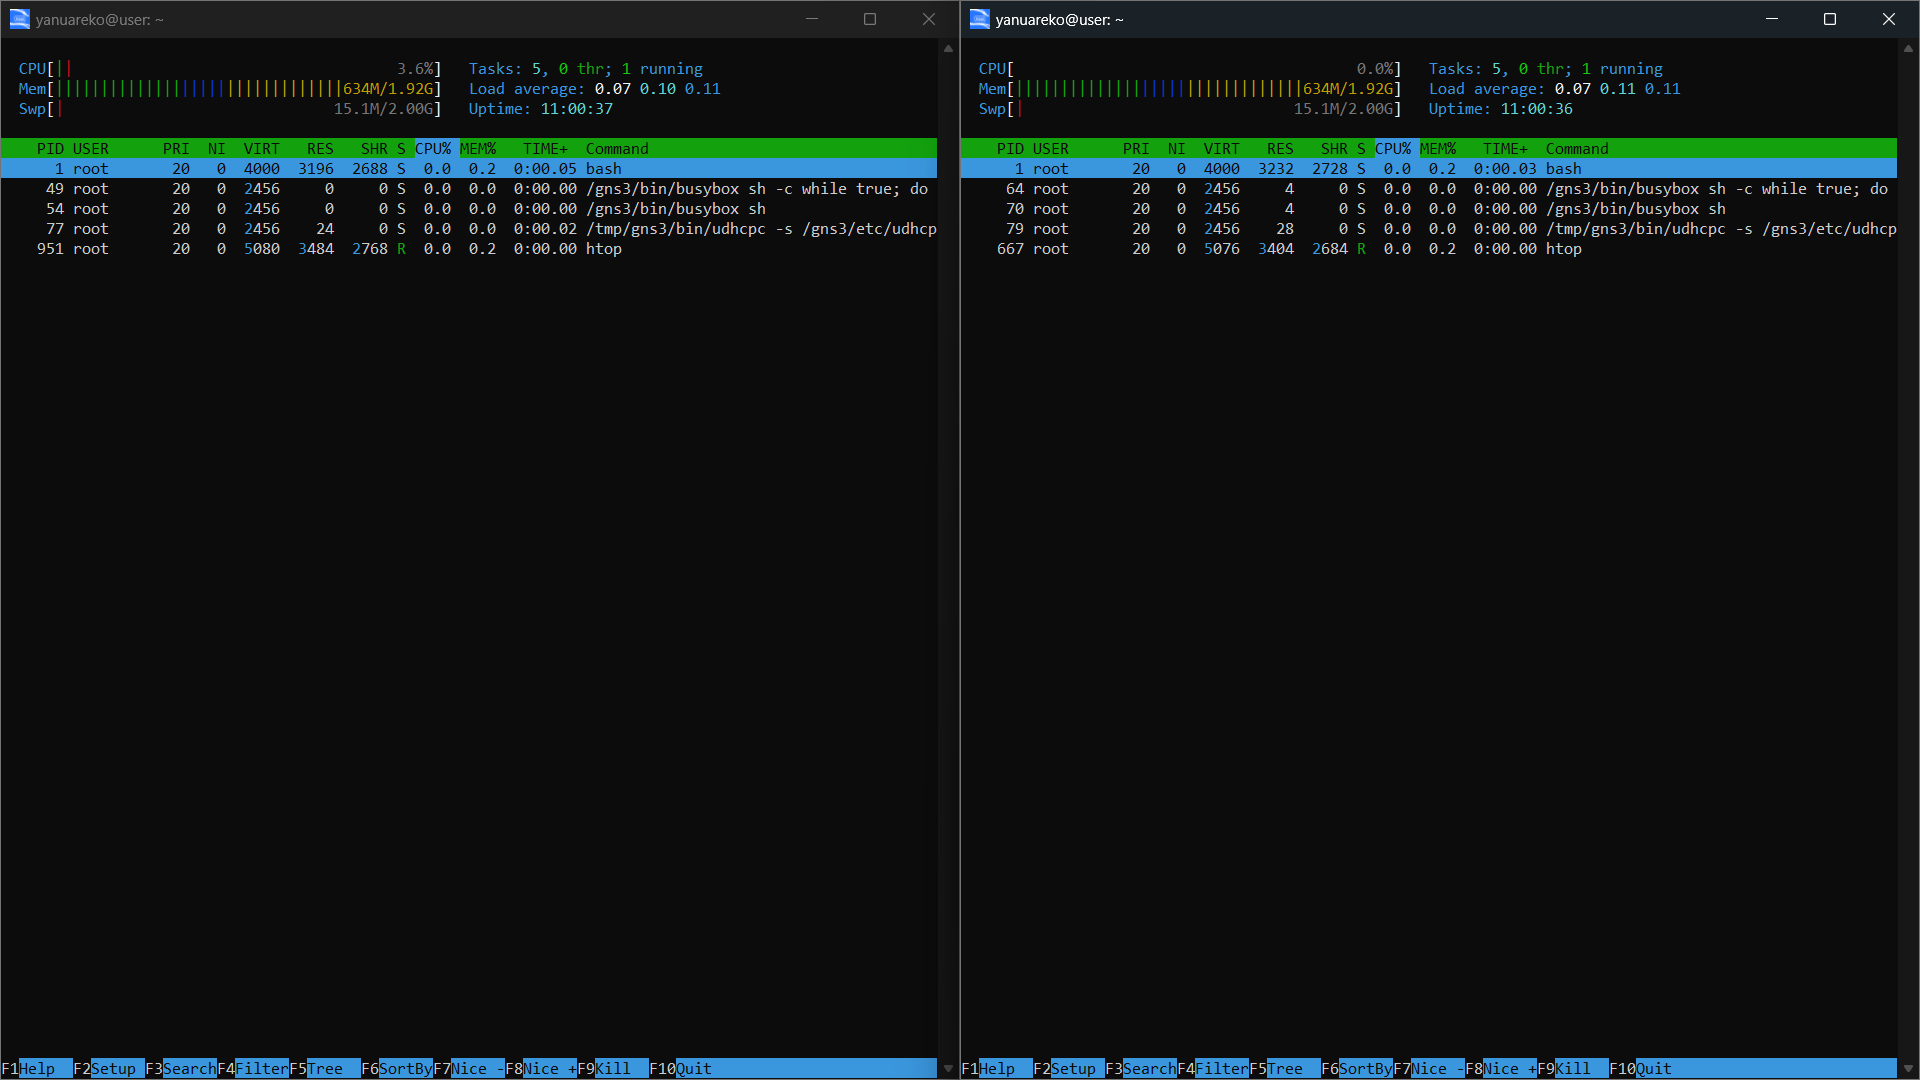 yanuareko@user: ~
CPU[|| 3.6%] Tasks: 5, 0 thr; 1 running
Mem[||||||||||||||||||||||||||||||||634M/1.92G] Load average: 0.07 0.10 0.11
Swp[| 15.1M/2.00G] Uptime: 11:00:37
PID USER PRI NI VIRT RES SHR S CPU% MEM% TIME+ Command
1 root 20 0 4000 3196 2688 S 0.0 0.2 0:00.05 bash
49 root 20 0 2456 0 0 S 0.0 0.0 0:00.00 /gns3/bin/busybox sh -c while true; do
54 root 20 0 2456 0 0 S 0.0 0.0 0:00.00 /gns3/bin/busybox sh
77 root 20 0 2456 24 0 S 0.0 0.0 0:00.02 /tmp/gns3/bin/udhcpc -s /gns3/etc/udhcp
951 root 20 0 5080 3484 2768 R 0.0 0.2 0:00.00 htop
F1Help F2Setup F3SearchF4FilterF5Tree F6SortByF7Nice -F8Nice +F9Kill F10Quit
yanuareko@user: ~
CPU[ 0.0%] Tasks: 5, 0 thr; 1 running
Mem[||||||||||||||||||||||||||||||||634M/1.92G] Load average: 0.07 0.11 0.11
Swp[| 15.1M/2.00G] Uptime: 11:00:36
PID USER PRI NI VIRT RES SHR S CPU% MEM% TIME+ Command
1 root 20 0 4000 3232 2728 S 0.0 0.2 0:00.03 bash
64 root 20 0 2456 4 0 S 0.0 0.0 0:00.00 /gns3/bin/busybox sh -c while true; do
70 root 20 0 2456 4 0 S 0.0 0.0 0:00.00 /gns3/bin/busybox sh
79 root 20 0 2456 28 0 S 0.0 0.0 0:00.00 /tmp/gns3/bin/udhcpc -s /gns3/etc/udhcp
667 root 20 0 5076 3404 2684 R 0.0 0.2 0:00.00 htop
F1Help F2Setup F3SearchF4FilterF5Tree F6SortByF7Nice -F8Nice +F9Kill F10Quit